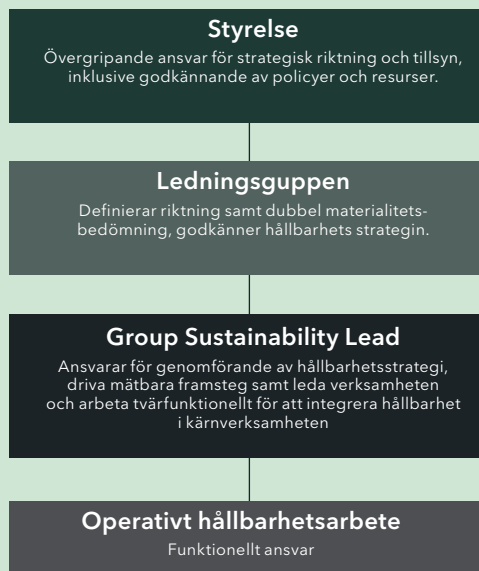 Styrelse
Övergripande ansvar för strategisk riktning och tillsyn,
inklusive godkännande av policyer och resurser.
Ledningsguppen
Definierar riktning samt dubbel materialitets-
bedömning, godkänner hållbarhets strategin.
Group Sustainability Lead
Ansvarar för genomförande av hållbarhetsstrategi,
driva mätbara framsteg samt leda verksamheten
och arbeta tvärfunktionellt för att integrera hållbarhet
i kärnverksamheten
Operativt hållbarhetsarbete
Funktionellt ansvar